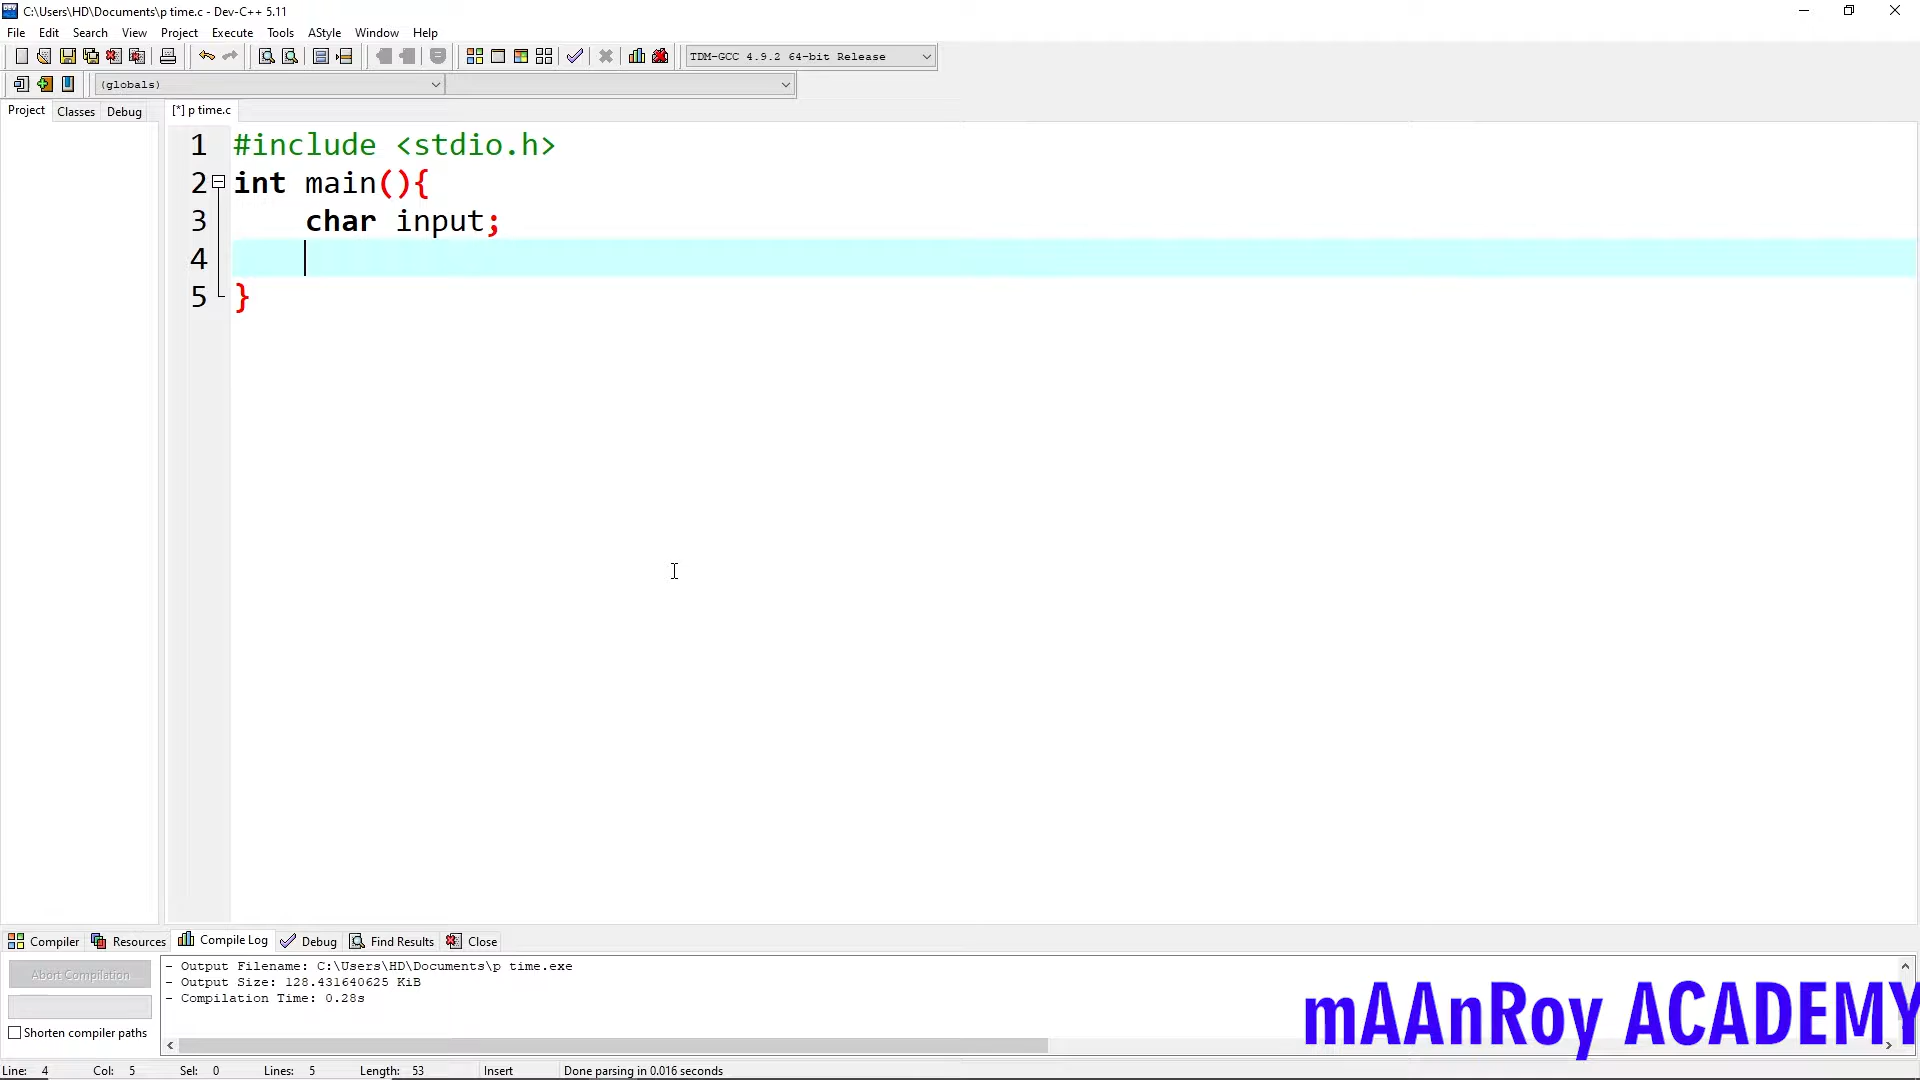 C:\Users\HD\Documents\p time.c - Dev-C++ 5.11
File Edit Search View Project Execute Tools AStyle Window Help
TDM-GCC 4.9.2 64-bit Release
(globals)
Project Classes Debug [*] p time.c
1 #include <stdio.h>
2 int main(){
3 char input;
4
5 }
Compiler Resources Compile Log Debug Find Results Close
Abort Compilation
Shorten compiler paths
- Output Filename: C:\Users\HD\Documents\p time.exe
- Output Size: 128.431640625 KiB
- Compilation Time: 0.28s
mAAnRoy ACADEMY
Line: 4 Col: 5 Sel: 0 Lines: 5 Length: 53 Insert Done parsing in 0.016 seconds